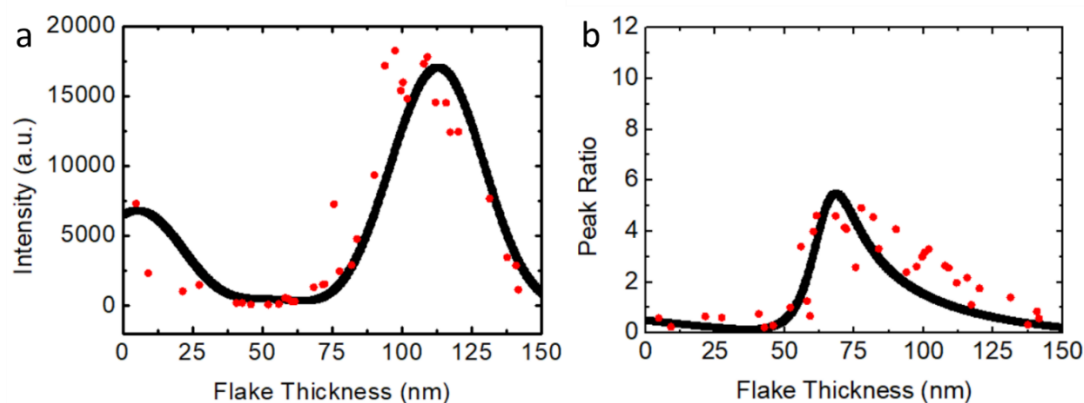 a
20000
15000
10000
5000
0
Intensity (a.u.)
0 25 50 75 100 125 150
Flake Thickness (nm)
b
12
10
8
6
4
2
0
Peak Ratio
0 25 50 75 100 125 150
Flake Thickness (nm)